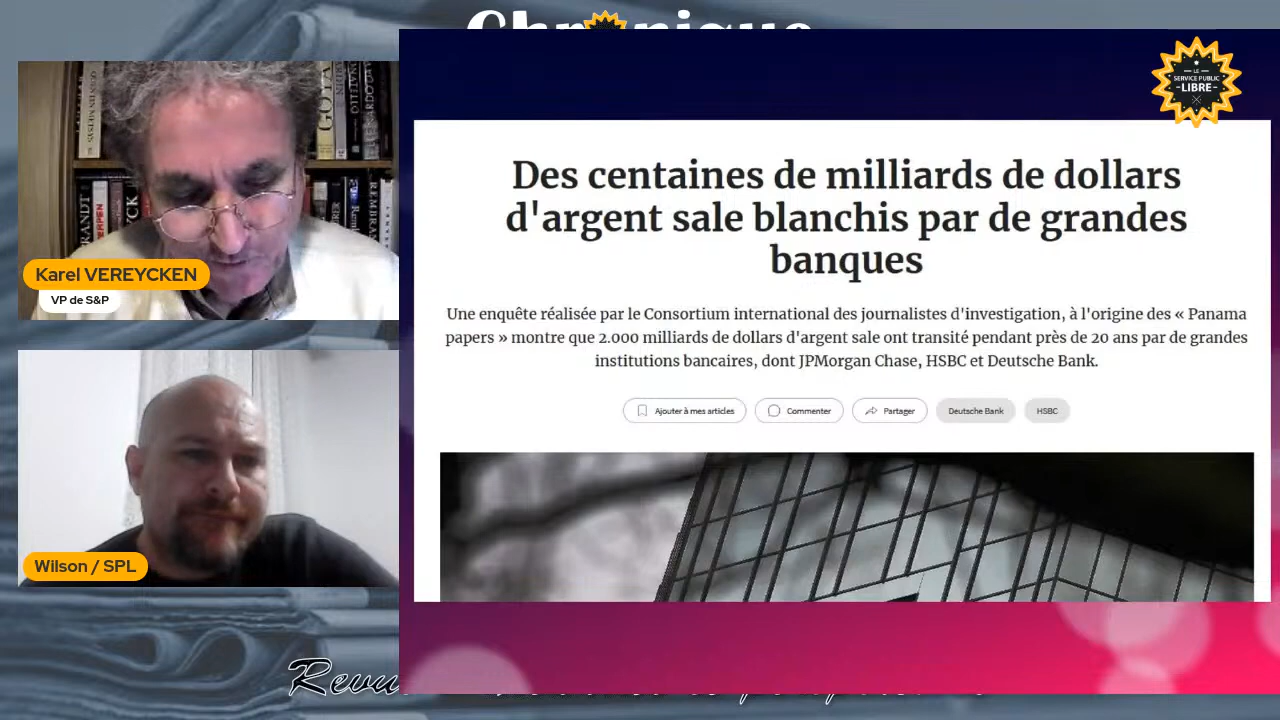 Chronique
LE
SERVICE PUBLIC
LIBRE
GOYA
Karel VEREYCKEN
VP de S&P
Wilson / SPL
Des centaines de milliards de dollars
d'argent sale blanchis par de grandes
banques
Une enquête réalisée par le Consortium international des journalistes d'investigation, à l'origine des « Panama
papers » montre que 2.000 milliards de dollars d'argent sale ont transité pendant près de 20 ans par de grandes
institutions bancaires, dont JPMorgan Chase, HSBC et Deutsche Bank.
Ajouter à mes articles
Commenter
Partager
Deutsche Bank
HSBC